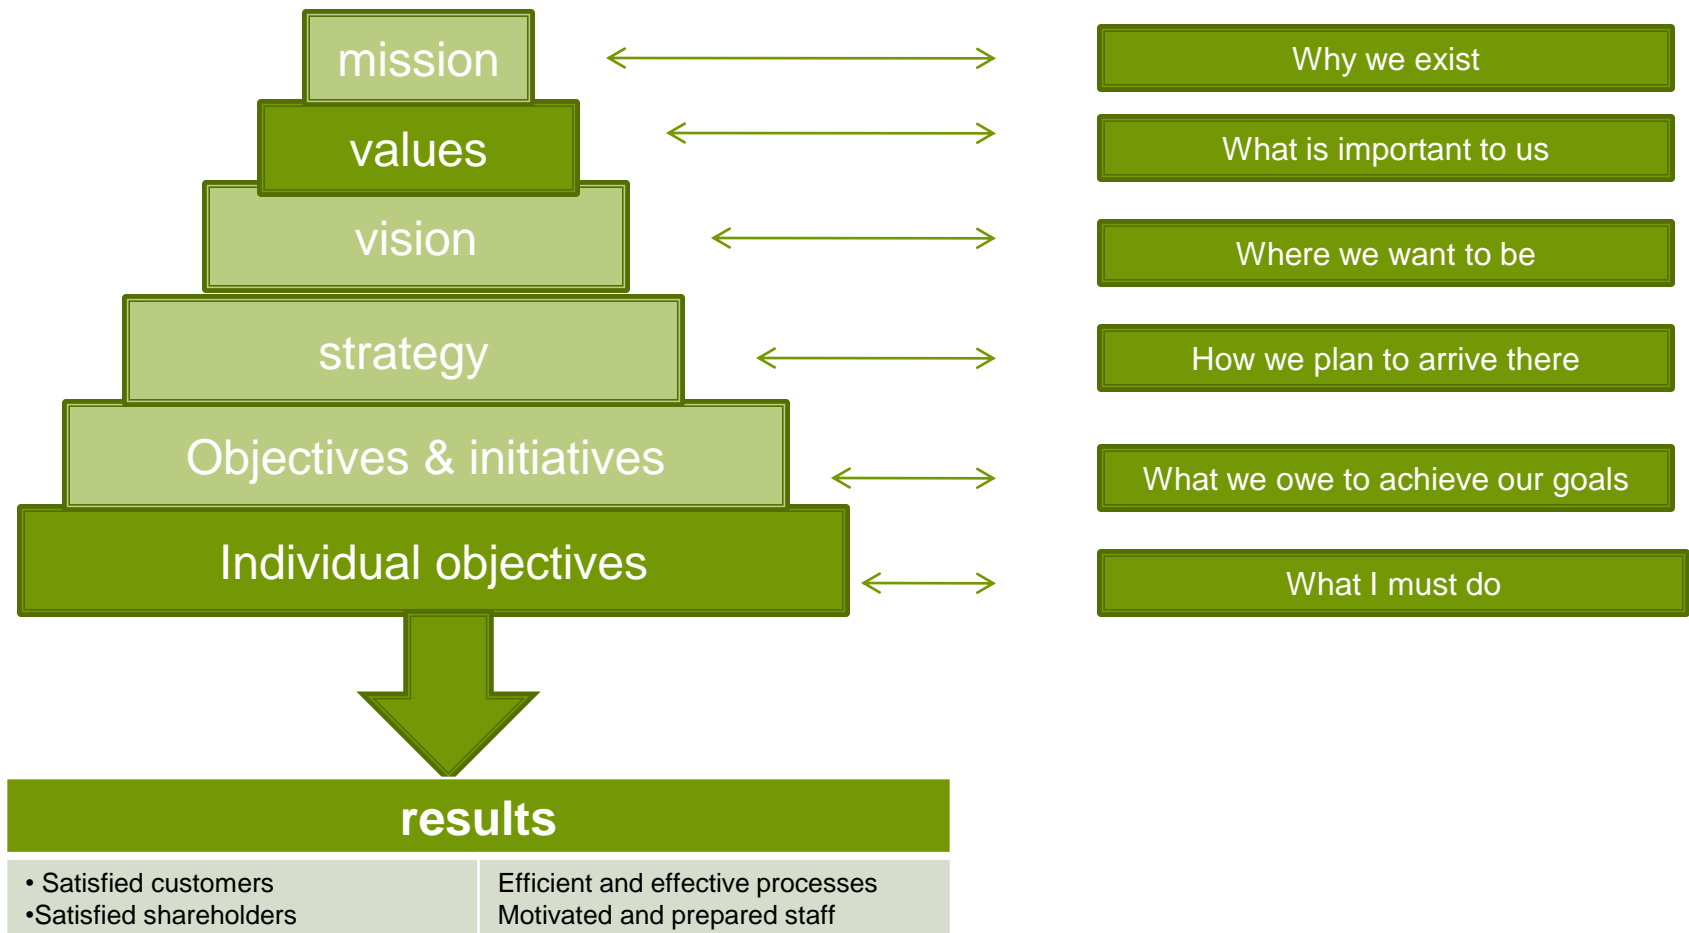 mission
Why we exist
values
What is important to us
vision
Where we want to be
strategy
How we plan to arrive there
Objectives & initiatives
What we owe to achieve our goals
Individual objectives
What I must do
results
• Satisfied customers
•Satisfied shareholders
Efficient and effective processes
Motivated and prepared staff